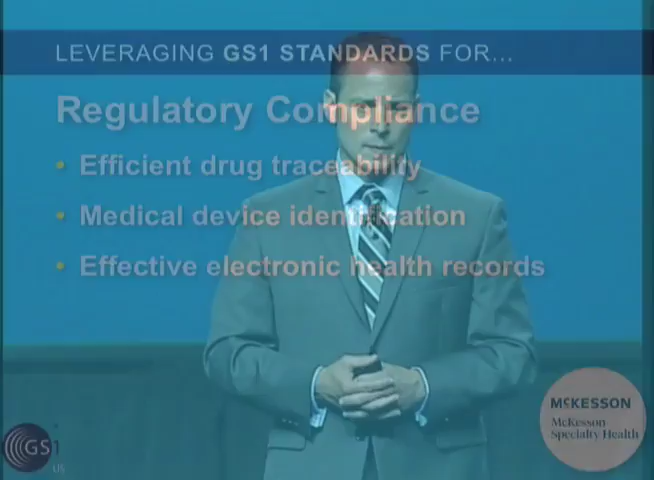 LEVERAGING GS1 STANDARDS FOR...
Regulatory Compliance
• Efficient drug traceability
• Medical device identification
• Effective electronic health records
MCKESSON
McKesson
Specialty Health
GS1
US